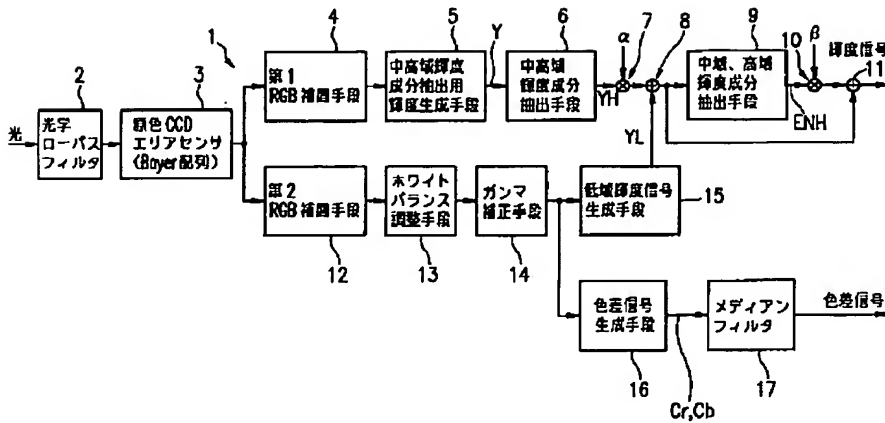 1
2
光
光学
ローパス
フィルタ
3
原色CCD
エリアセンサ
(Bayer配列)
4
第1
RGB補間手段
5
中高域輝度
成分抽出用
輝度生成手段
Y
6
中高域
輝度成分
抽出手段
YH
α
7
8
YL
9
中域、高域
輝度成分
抽出手段
ENH
10
β
輝度信号
11
第2
RGB補間手段
12
ホワイト
バランス
調整手段
13
ガンマ
補正手段
14
低域輝度信号
生成手段
15
色差信号
生成手段
16
Cr,Cb
メディアン
フィルタ
17
色差信号